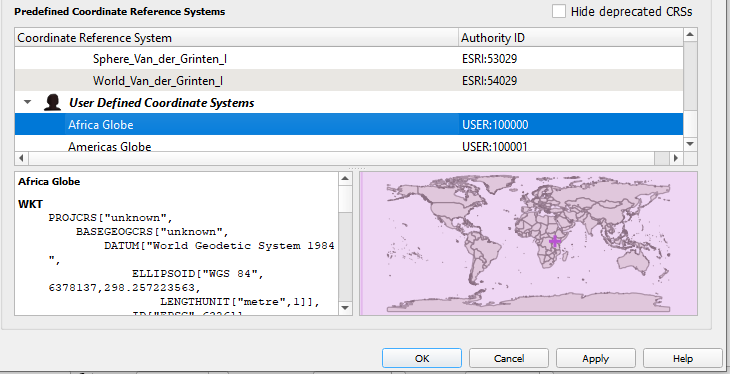 Predefined Coordinate Reference Systems
Hide deprecated CRSs
Coordinate Reference System Authority ID
Sphere_Van_der_Grinten_I ESRI:53029
World_Van_der_Grinten_I ESRI:54029
User Defined Coordinate Systems
Africa Globe USER:100000
Americas Globe USER:100001
Africa Globe
WKT
PROJCRS["unknown",
BASEGEOGCRS["unknown",
DATUM["World Geodetic System 1984
",
ELLIPSOID["WGS 84",
6378137,298.257223563,
LENGTHUNIT["metre",1]],
OK Cancel Apply Help